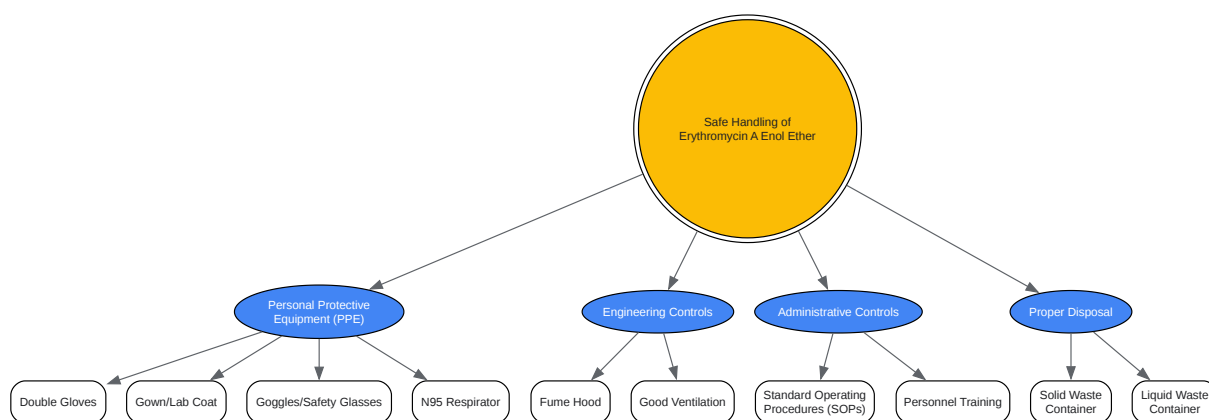 Safe Handling of
Erythromycin A Enol Ether
Personal Protective
Equipment (PPE)
Engineering Controls
Administrative Controls
Proper Disposal
Double Gloves
Gown/Lab Coat
Goggles/Safety Glasses
N95 Respirator
Fume Hood
Good Ventilation
Standard Operating
Procedures (SOPs)
Personnel Training
Solid Waste
Container
Liquid Waste
Container